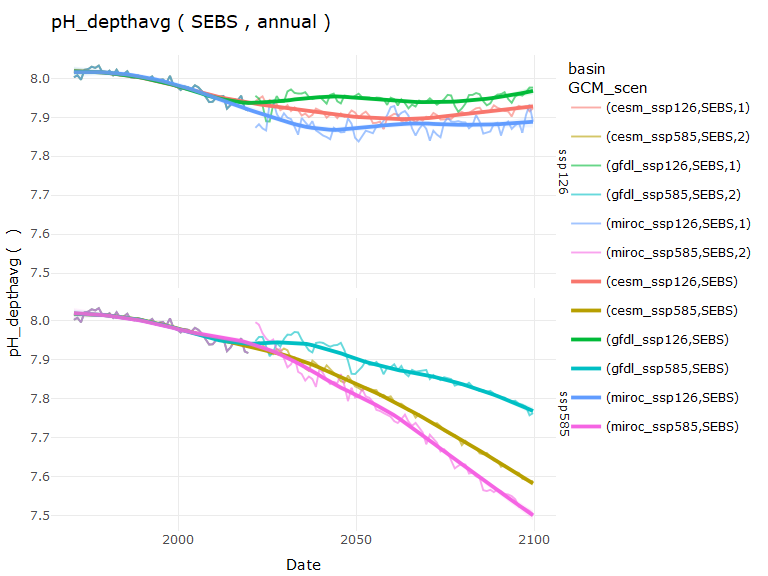 pH_depthavg ( SEBS , annual )
8.0
7.9
7.8
7.7
7.6
7.5
ssp126
8.0
7.9
7.8
7.7
7.6
7.5
ssp585
2000
2050
2100
Date
pH_depthavg (  )
basin
GCM_scen
(cesm_ssp126,SEBS,1)
(cesm_ssp585,SEBS,2)
(gfdl_ssp126,SEBS,1)
(gfdl_ssp585,SEBS,2)
(miroc_ssp126,SEBS,1)
(miroc_ssp585,SEBS,2)
(cesm_ssp126,SEBS)
(cesm_ssp585,SEBS)
(gfdl_ssp126,SEBS)
(gfdl_ssp585,SEBS)
(miroc_ssp126,SEBS)
(miroc_ssp585,SEBS)